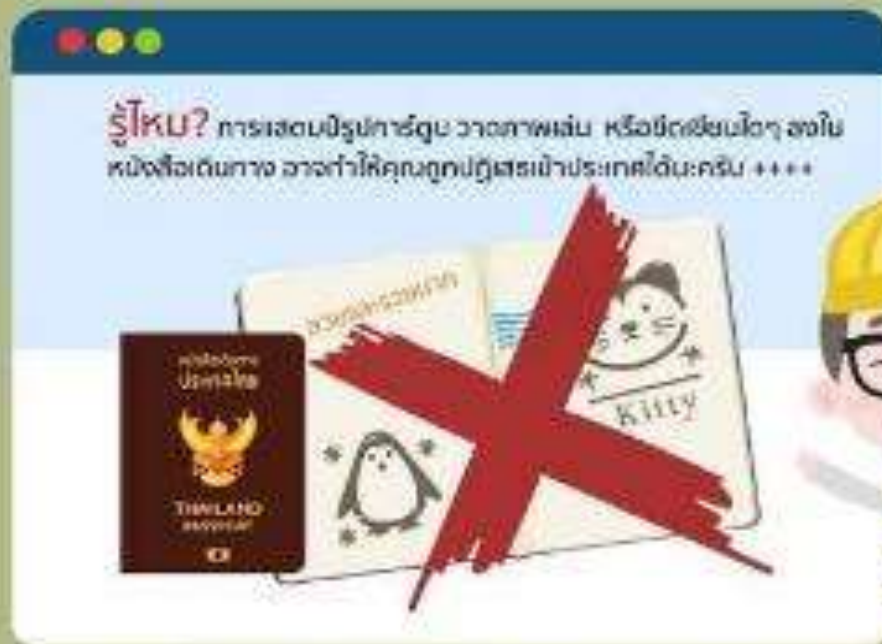 รู้ไหม? การแสตมป์รูปการ์ตูน วาดภาพเล่น หรือขีดเขียนใดๆ ลงใน
หนังสือเดินทาง อาจทำให้คุณถูกปฏิเสธเข้าประเทศได้นะครับ ++++
หนังสือเดินทาง
ประเทศไทย
THAILAND
PASSPORT
Kitty